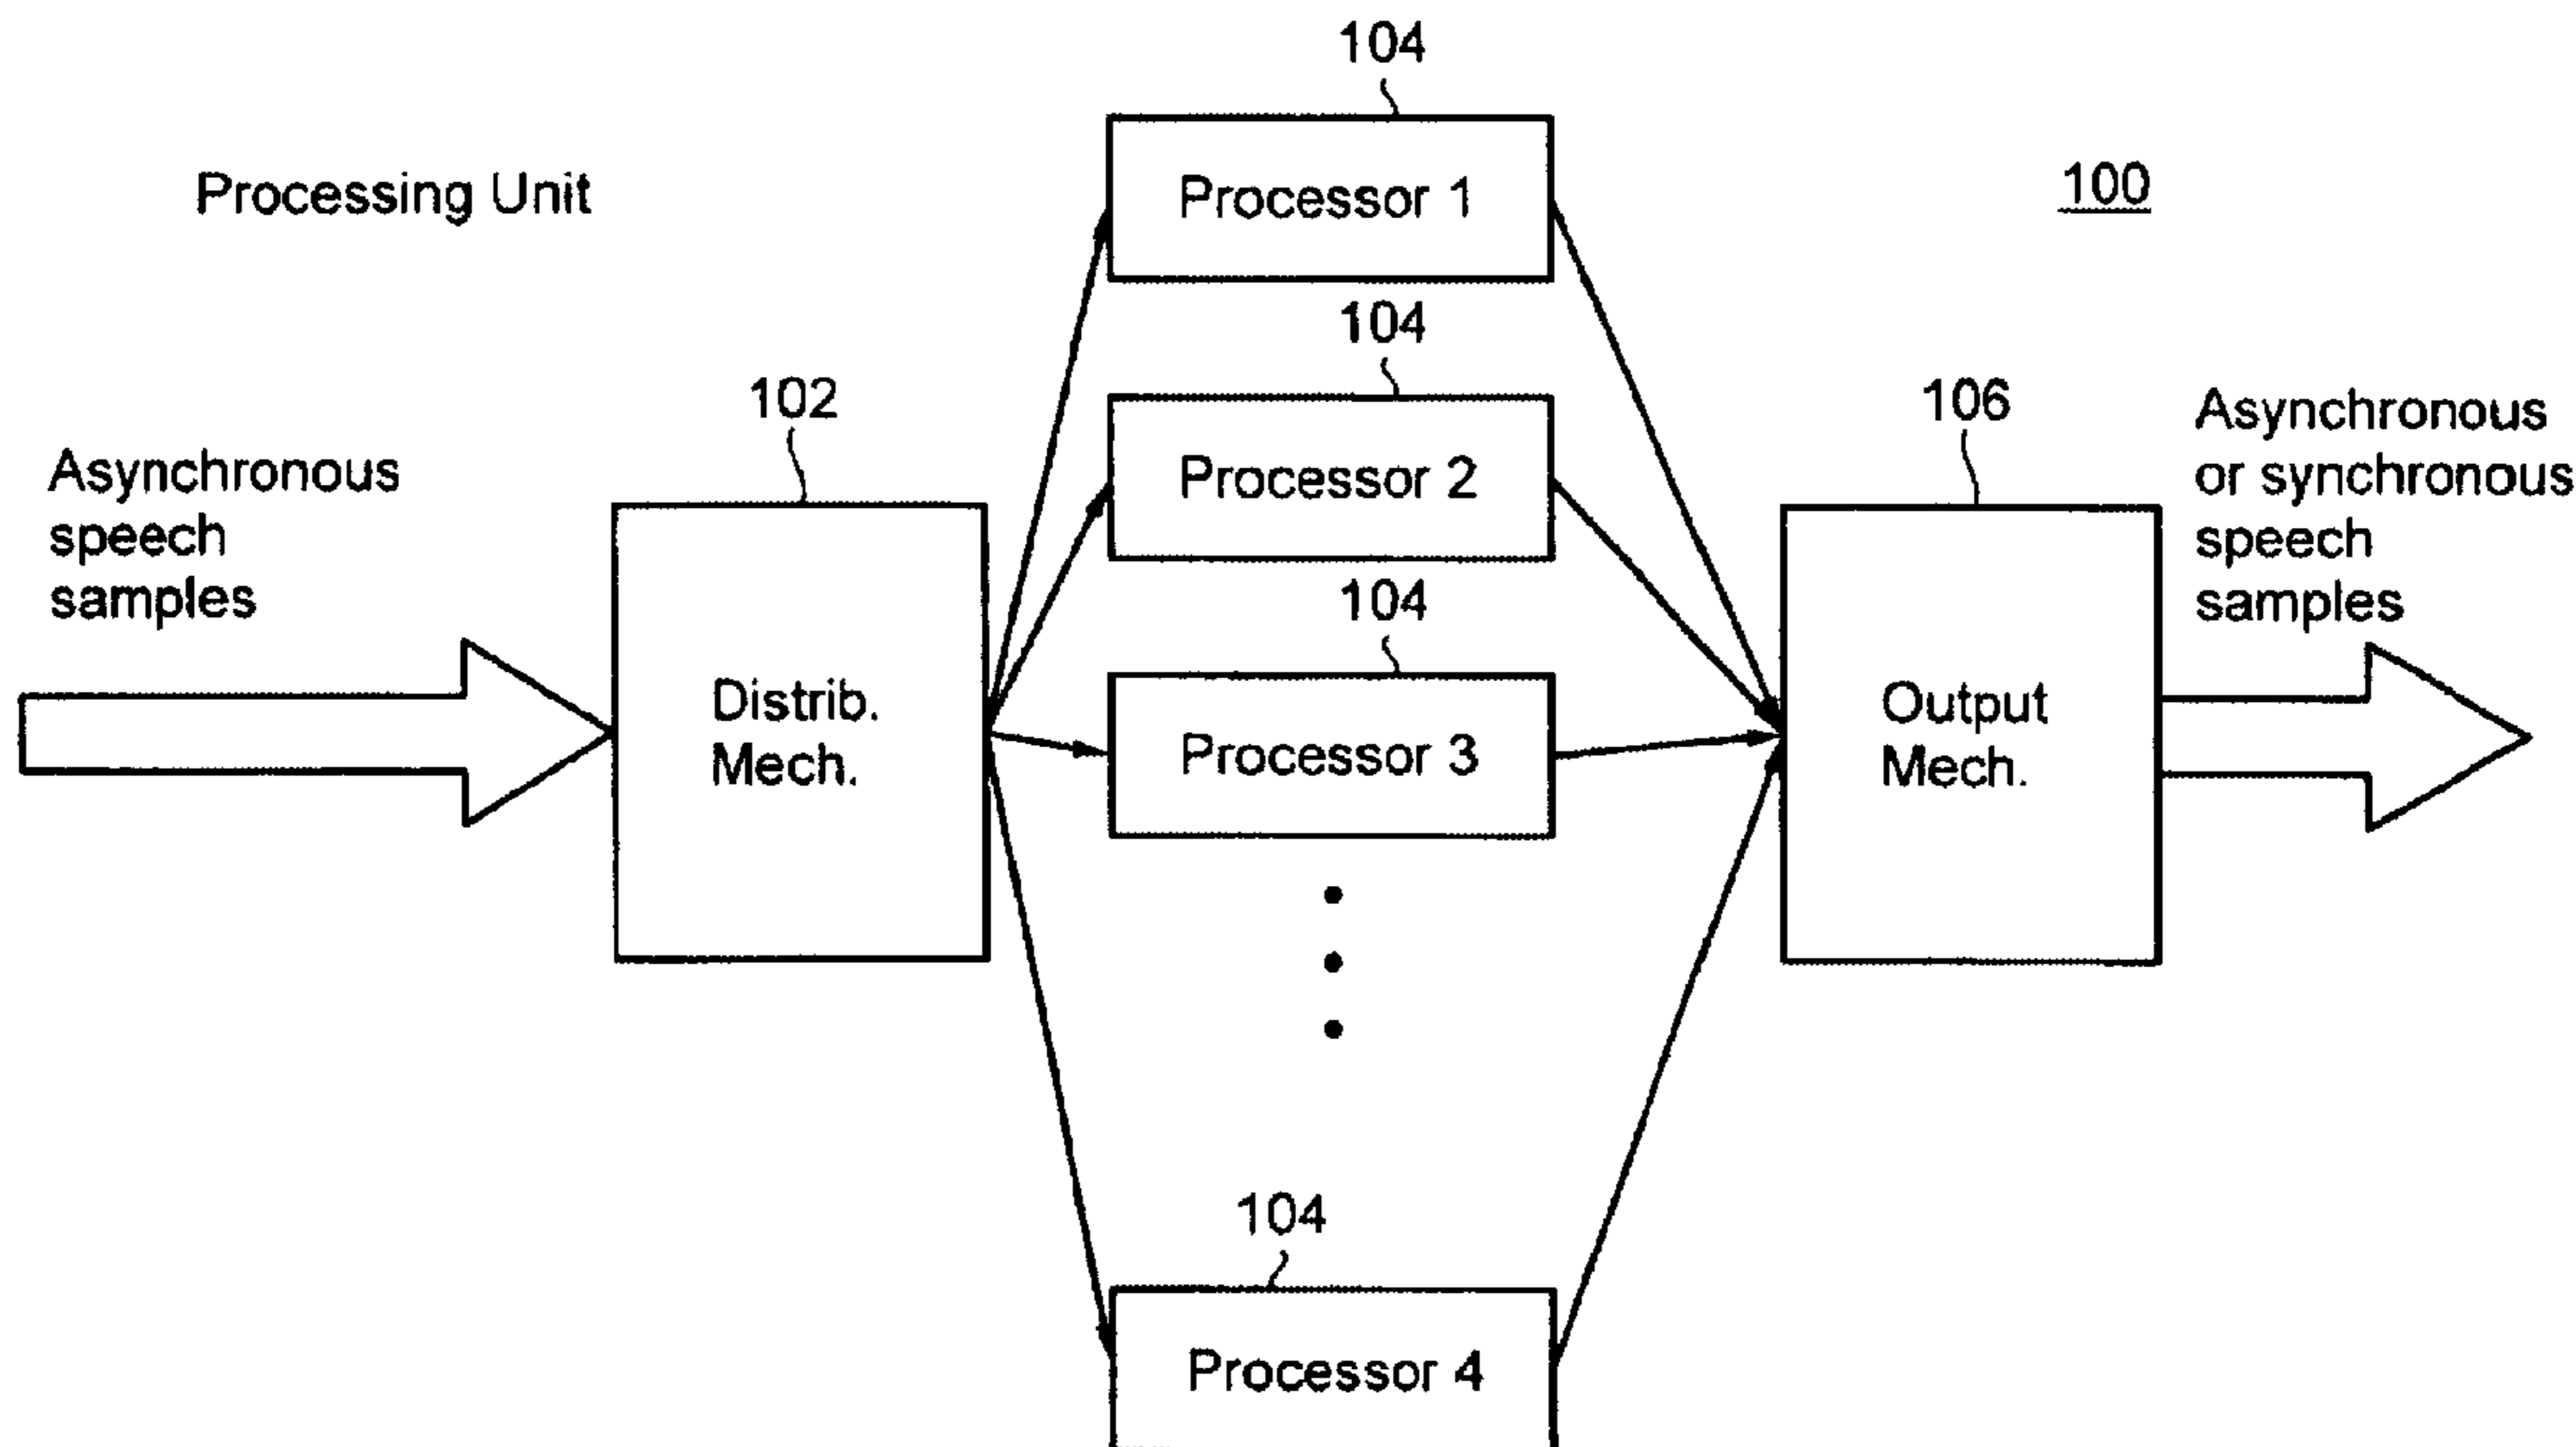 104
Processing Unit
Processor 1
100
104
102
Processor 2
106
Asynchronous
speech
samples
Asynchronous
or synchronous
speech
samples
104
Distrib.
Mech.
Processor 3
Output
Mech.
104
Processor 4